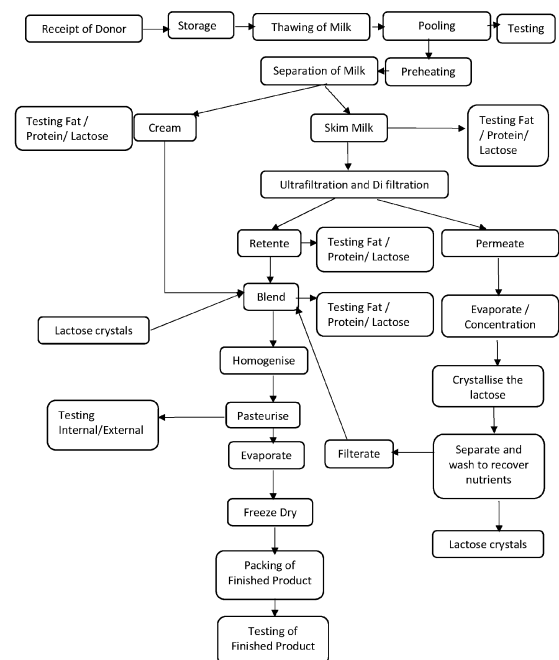 Receipt of Donor
Storage
Thawing of Milk
Pooling
Testing
Separation of Milk
Preheating
Testing Fat /
Protein/ Lactose
Cream
Skim Milk
Testing Fat
/ Protein/
Lactose
Ultrafiltration and Di filtration
Retente
Testing Fat /
Protein/ Lactose
Permeate
Blend
Testing Fat /
Protein/ Lactose
Evaporate /
Concentration
Lactose crystals
Homogenise
Crystallise the
lactose
Testing
Internal/External
Pasteurise
Evaporate
Filterate
Separate and
wash to recover
nutrients
Freeze Dry
Lactose crystals
Packing of
Finished Product
Testing of
Finished Product